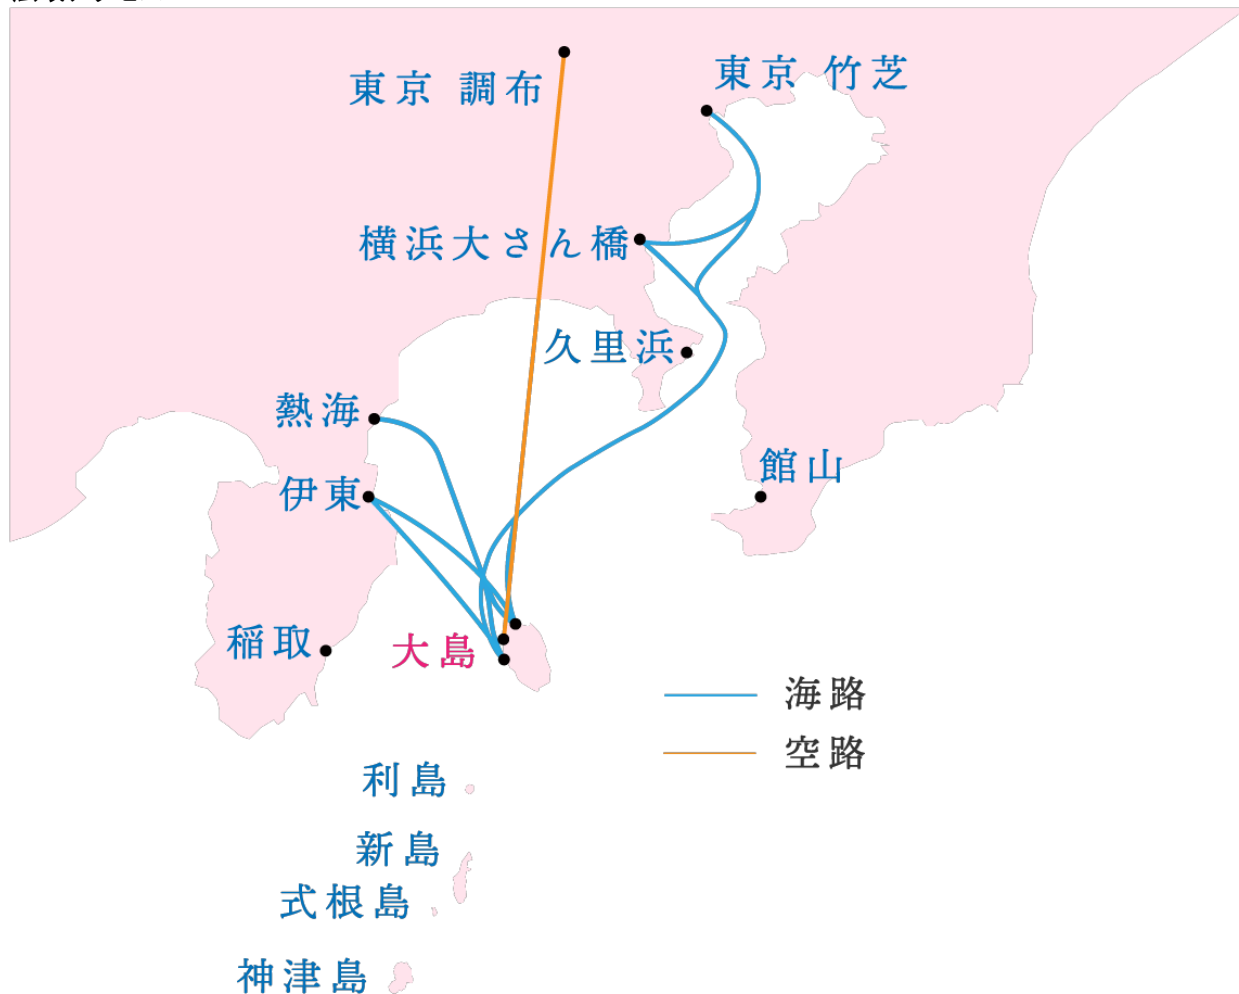 東京 竹芝
東京 調布
横浜大さん橋
久里浜
熱海
館山
伊東
稲取
大島
海路
空路
利島
新島
式根島
神津島